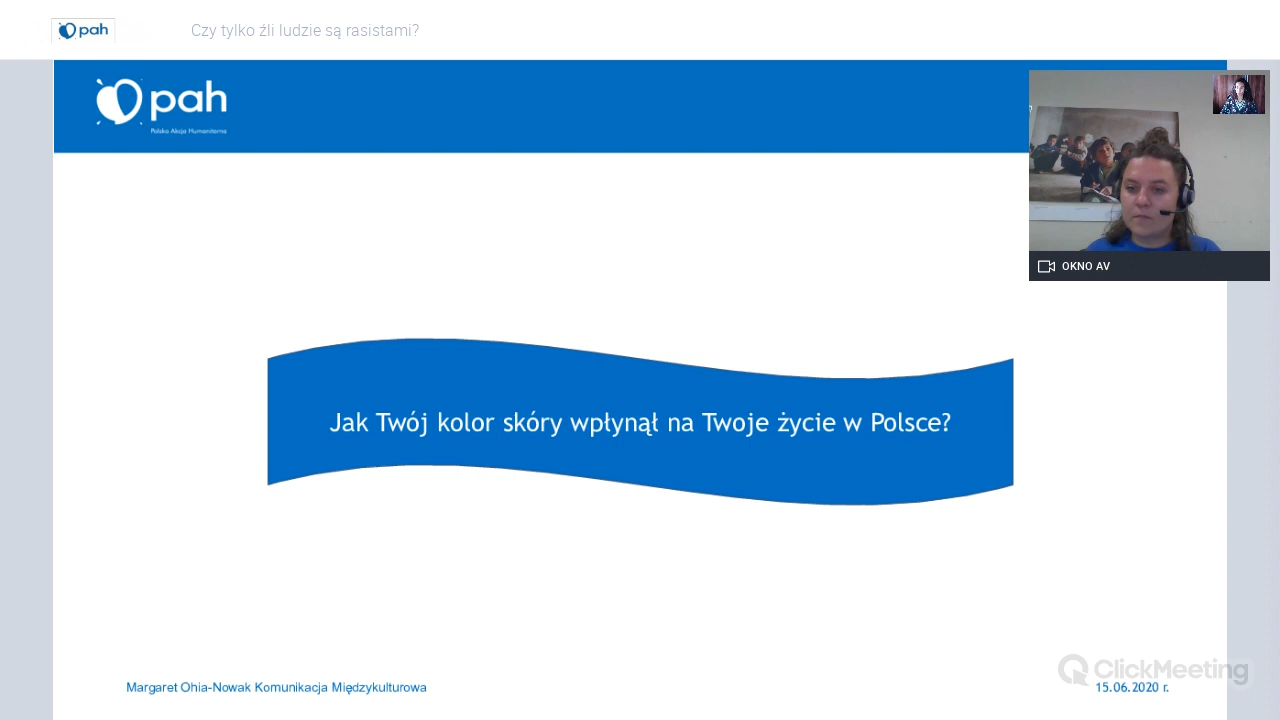 pah
Czy tylko źli ludzie są rasistami?
pah
Polska Akcja Humanitarna
OKNO AV
Jak Twój kolor skóry wpłynął na Twoje życie w Polsce?
ClickMeeting
Margaret Ohia-Nowak Komunikacja Międzykulturowa
15.06.2020 r.